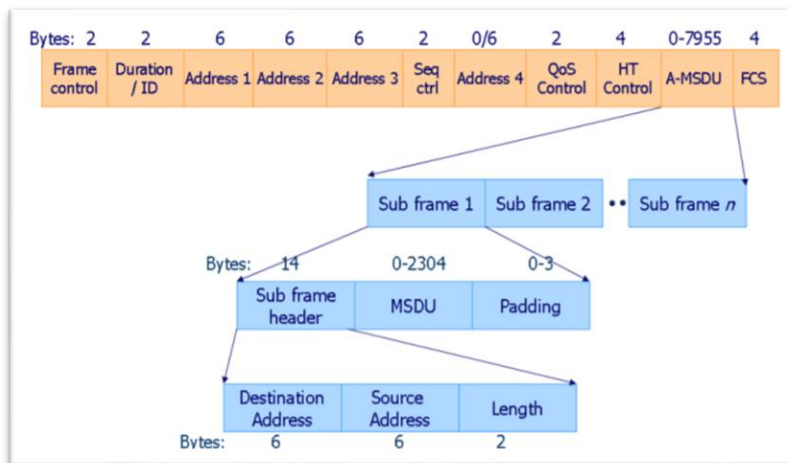 Bytes: 2 2 6 6 6 2 0/6 2 4 0-7955 4
Frame control Duration / ID Address 1 Address 2 Address 3 Seq ctrl Address 4 QoS Control HT Control A-MSDU FCS
Sub frame 1 Sub frame 2 •• Sub frame n
Bytes: 14 0-2304 0-3
Sub frame header MSDU Padding
Destination Address Source Address Length
Bytes: 6 6 2